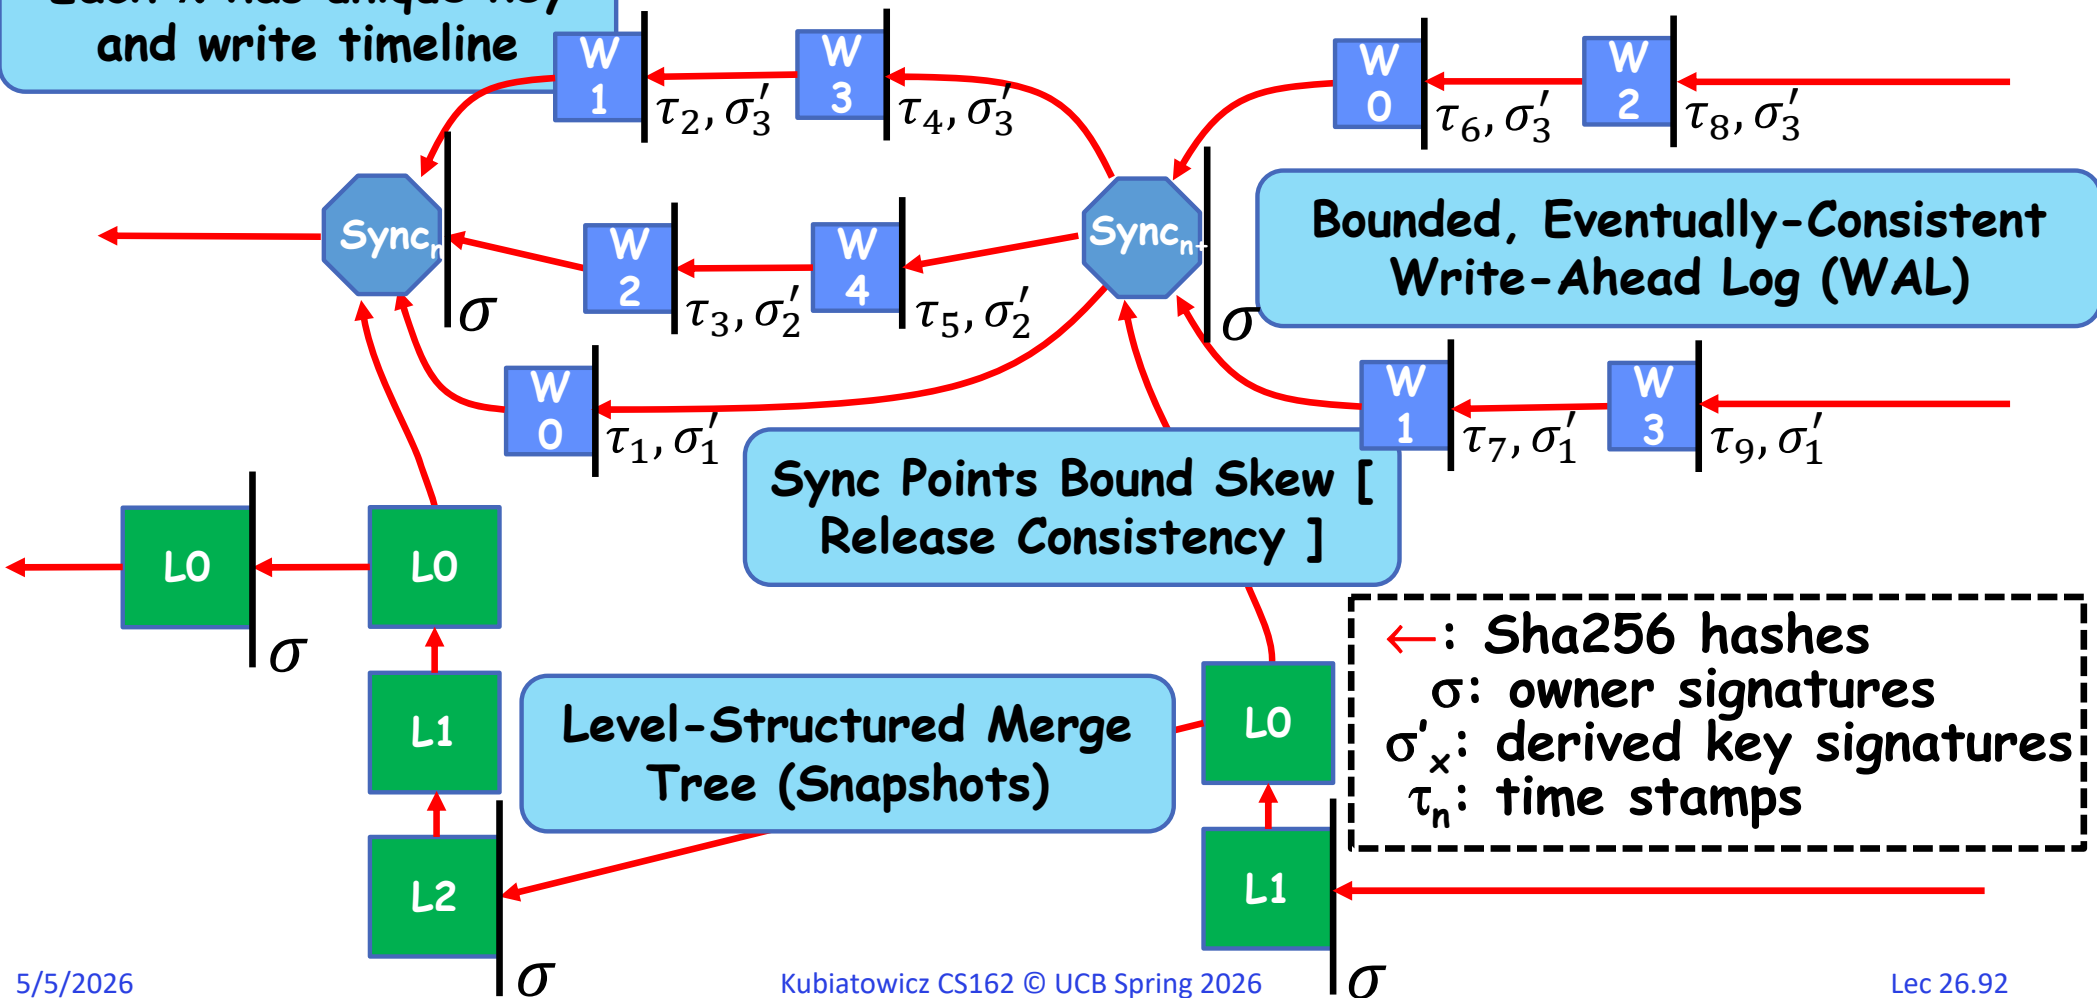 and write timeline
W
1
τ₂, σ′₃
W
3
τ₄, σ′₃
W
0
τ₆, σ′₃
W
2
τ₈, σ′₃
Syncₙ
σ
W
2
τ₃, σ′₂
W
4
τ₅, σ′₂
Syncₙ₊
σ
Bounded, Eventually-Consistent
Write-Ahead Log (WAL)
W
0
τ₁, σ′₁
W
1
τ₇, σ′₁
W
3
τ₉, σ′₁
Sync Points Bound Skew [
Release Consistency ]
L0
σ
L0
L1
L2
σ
Level-Structured Merge
Tree (Snapshots)
L0
L1
σ
←: Sha256 hashes
σ: owner signatures
σ'ₓ: derived key signatures
τₙ: time stamps
5/5/2026
Kubiatowicz CS162 © UCB Spring 2026
Lec 26.92